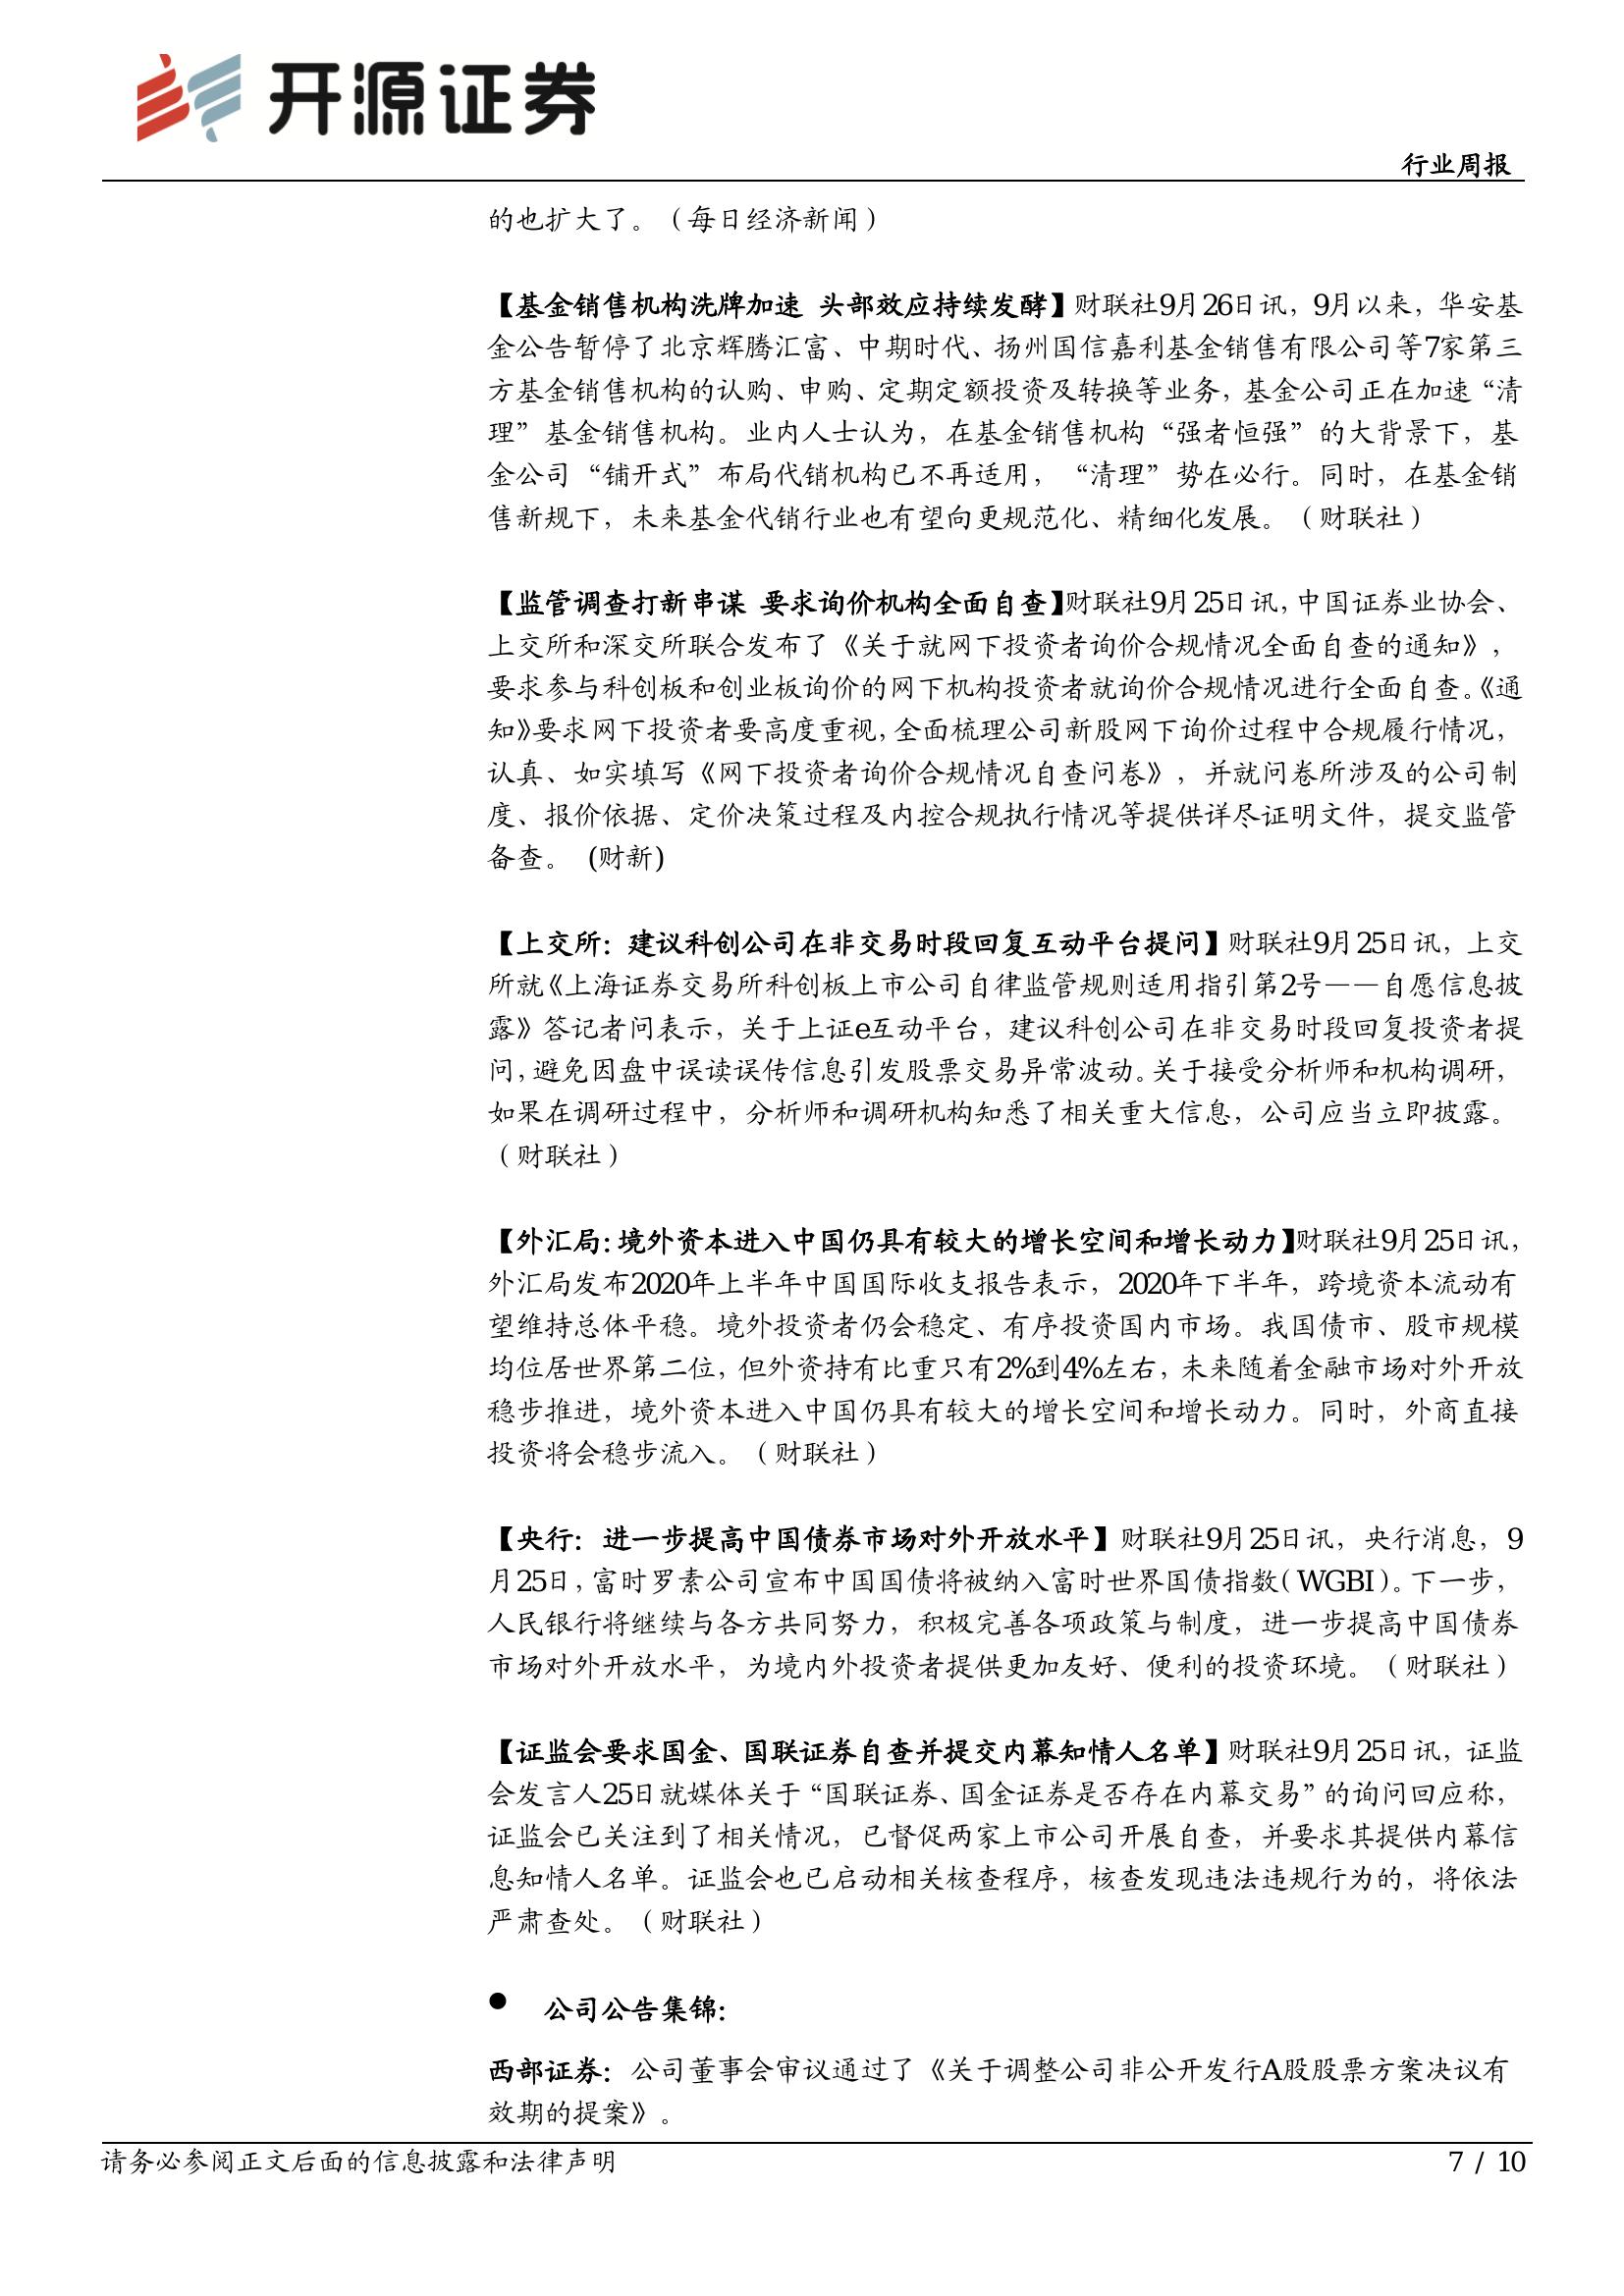 开源证券
行业周报
的也扩大了。（每日经济新闻）
【基金销售机构洗牌加速 头部效应持续发酵】财联社9月26日讯，9月以来，华安基
金公告暂停了北京辉腾汇富、中期时代、扬州国信嘉利基金销售有限公司等7家第三
方基金销售机构的认购、申购、定期定额投资及转换等业务，基金公司正在加速“清
理”基金销售机构。业内人士认为，在基金销售机构“强者恒强”的大背景下，基
金公司“铺开式”布局代销机构已不再适用，“清理”势在必行。同时，在基金销
售新规下，未来基金代销行业也有望向更规范化、精细化发展。（财联社）
【监管调查打新串谋 要求询价机构全面自查】财联社9月25日讯，中国证券业协会、
上交所和深交所联合发布了《关于就网下投资者询价合规情况全面自查的通知》，
要求参与科创板和创业板询价的网下机构投资者就询价合规情况进行全面自查。《通
知》要求网下投资者要高度重视，全面梳理公司新股网下询价过程中合规履行情况，
认真、如实填写《网下投资者询价合规情况自查问卷》，并就问卷所涉及的公司制
度、报价依据、定价决策过程及内控合规执行情况等提供详尽证明文件，提交监管
备查。 (财新)
【上交所：建议科创公司在非交易时段回复互动平台提问】财联社9月25日讯，上交
所就《上海证券交易所科创板上市公司自律监管规则适用指引第2号——自愿信息披
露》答记者问表示，关于上证e互动平台，建议科创公司在非交易时段回复投资者提
问，避免因盘中误读误传信息引发股票交易异常波动。关于接受分析师和机构调研，
如果在调研过程中，分析师和调研机构知悉了相关重大信息，公司应当立即披露。
（财联社）
【外汇局：境外资本进入中国仍具有较大的增长空间和增长动力】财联社9月25日讯，
外汇局发布2020年上半年中国国际收支报告表示，2020年下半年，跨境资本流动有
望维持总体平稳。境外投资者仍会稳定、有序投资国内市场。我国债市、股市规模
均位居世界第二位，但外资持有比重只有2%到4%左右，未来随着金融市场对外开放
稳步推进，境外资本进入中国仍具有较大的增长空间和增长动力。同时，外商直接
投资将会稳步流入。（财联社）
【央行：进一步提高中国债券市场对外开放水平】财联社9月25日讯，央行消息，9
月25日，富时罗素公司宣布中国国债将被纳入富时世界国债指数（WGBI）。下一步，
人民银行将继续与各方共同努力，积极完善各项政策与制度，进一步提高中国债券
市场对外开放水平，为境内外投资者提供更加友好、便利的投资环境。（财联社）
【证监会要求国金、国联证券自查并提交内幕知情人名单】财联社9月25日讯，证监
会发言人25日就媒体关于“国联证券、国金证券是否存在内幕交易”的询问回应称，
证监会已关注到了相关情况，已督促两家上市公司开展自查，并要求其提供内幕信
息知情人名单。证监会也已启动相关核查程序，核查发现违法违规行为的，将依法
严肃查处。（财联社）
● 公司公告集锦：
西部证券：公司董事会审议通过了《关于调整公司非公开发行A股股票方案决议有
效期的提案》。
请务必参阅正文后面的信息披露和法律声明
7 / 10